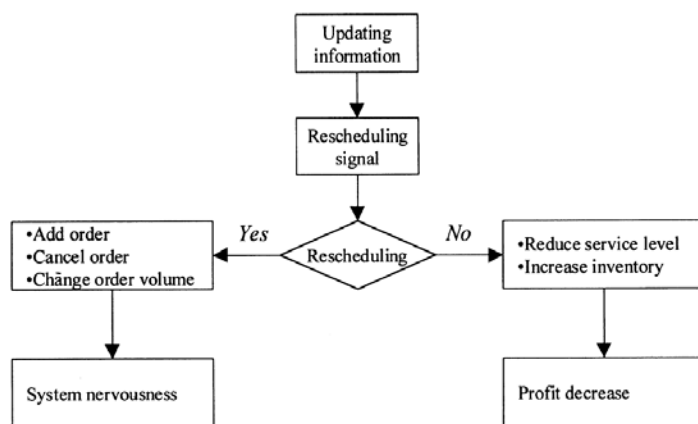 Updating
information
Rescheduling
signal
Yes
No
•Add order
•Cancel order
•Change order volume
Rescheduling
•Reduce service level
•Increase inventory
System nervousness
Profit decrease